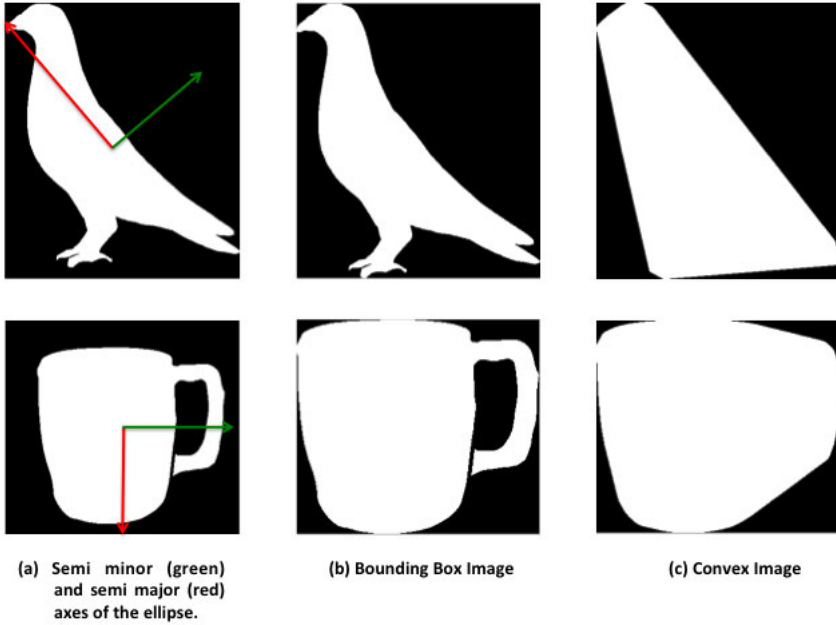 (a) Semi minor (green)
and semi major (red)
axes of the ellipse.
(b) Bounding Box Image
(c) Convex Image